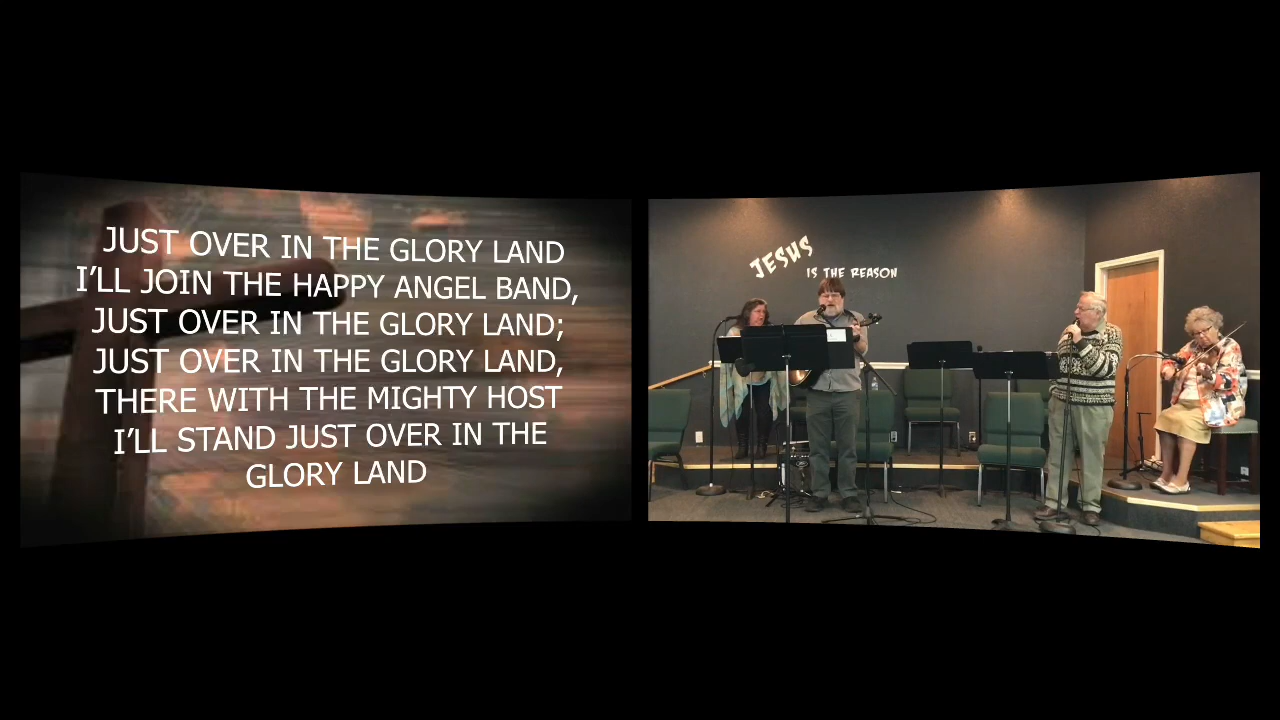 JUST OVER IN THE GLORY LAND
I'LL JOIN THE HAPPY ANGEL BAND,
JUST OVER IN THE GLORY LAND;
JUST OVER IN THE GLORY LAND,
THERE WITH THE MIGHTY HOST
I'LL STAND JUST OVER IN THE
GLORY LAND
JESUS
IS THE REASON